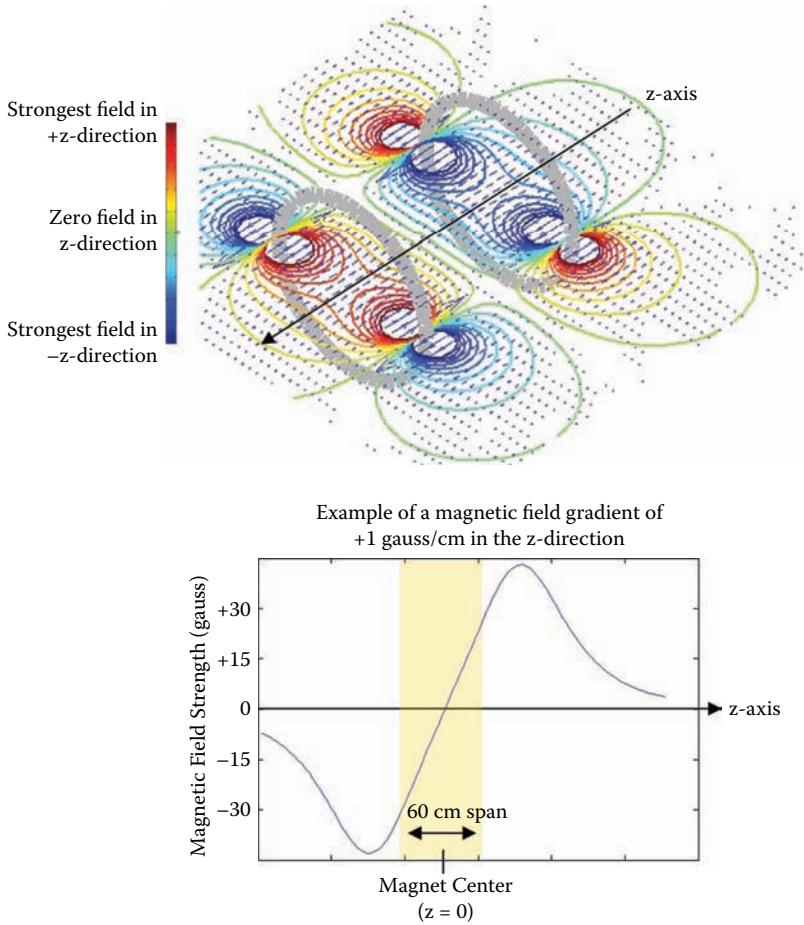 z-axis
Strongest field in
+z-direction
Zero field in
z-direction
Strongest field in
−z-direction
Example of a magnetic field gradient of
+1 gauss/cm in the z-direction
Magnetic Field Strength (gauss)
+30
+15
0
−15
−30
z-axis
60 cm span
Magnet Center
(z = 0)